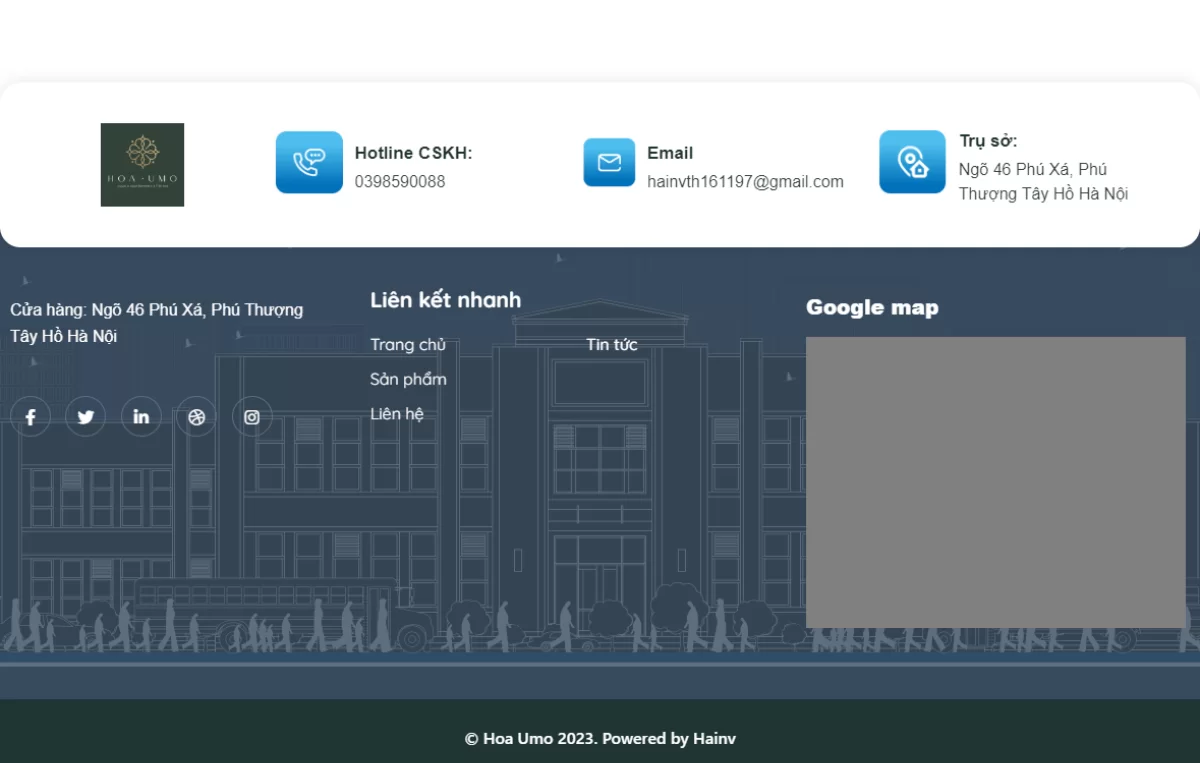 HOA-UMO
Hotline CSKH:
0398590088
Email
hainvth161197@gmail.com
Trụ sở:
Ngõ 46 Phú Xá, Phú
Thượng Tây Hồ Hà Nội
Cửa hàng: Ngõ 46 Phú Xá, Phú Thượng
Tây Hồ Hà Nội
Liên kết nhanh
Trang chủ
Tin tức
Sản phẩm
Liên hệ
Google map
© Hoa Umo 2023. Powered by Hainv